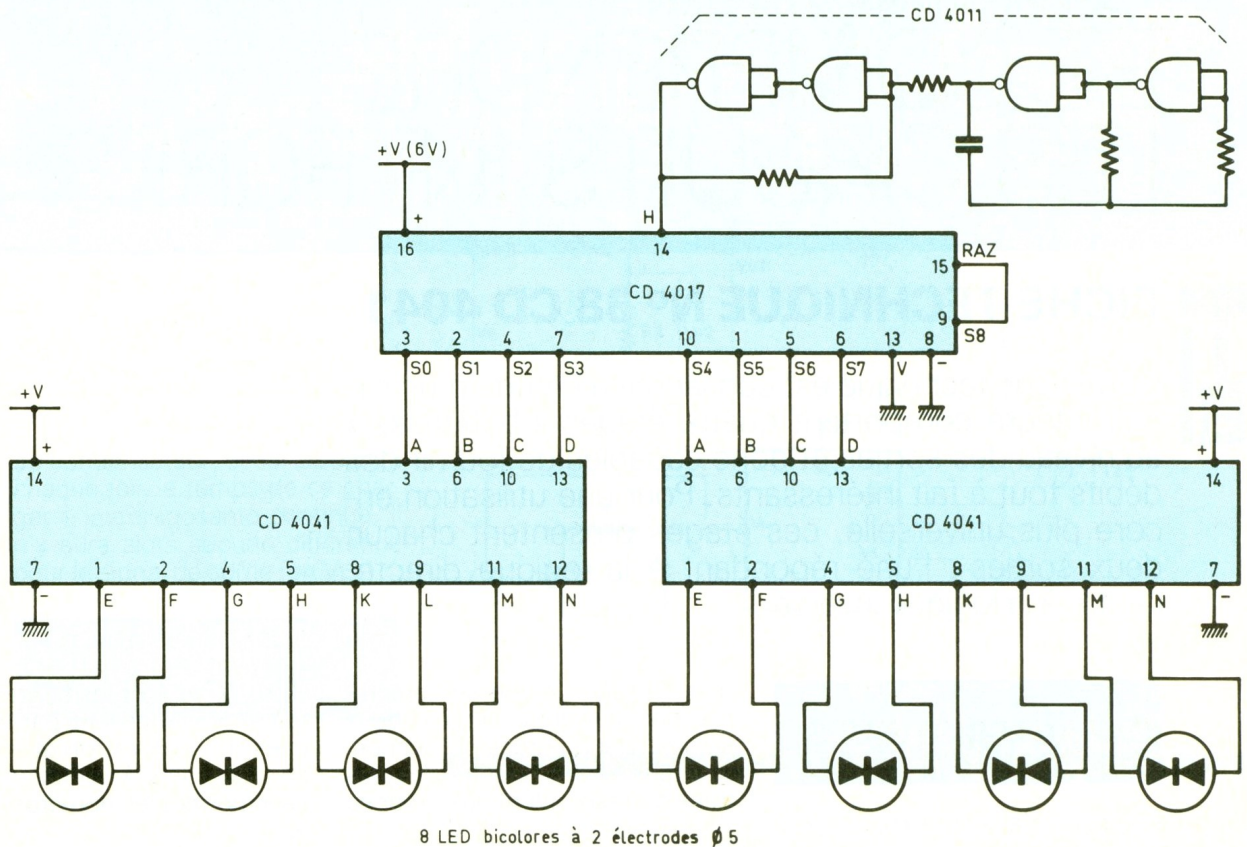 CD 4011
+V (6V)
+
H
16
14
RAZ
15
CD 4017
9
S8
3 2 4 7 10 1 5 6 13 8
S0 S1 S2 S3 S4 S5 S6 S7 V -
+V
+V
+
A B C D
A B C D
+
14
3 6 10 13
3 6 10 13
14
CD 4041
CD 4041
7 1 2 4 5 8 9 11 12
1 2 4 5 8 9 11 12 7
- E F G H K L M N
E F G H K L M N -
8 LED bicolores à 2 électrodes Ø 5